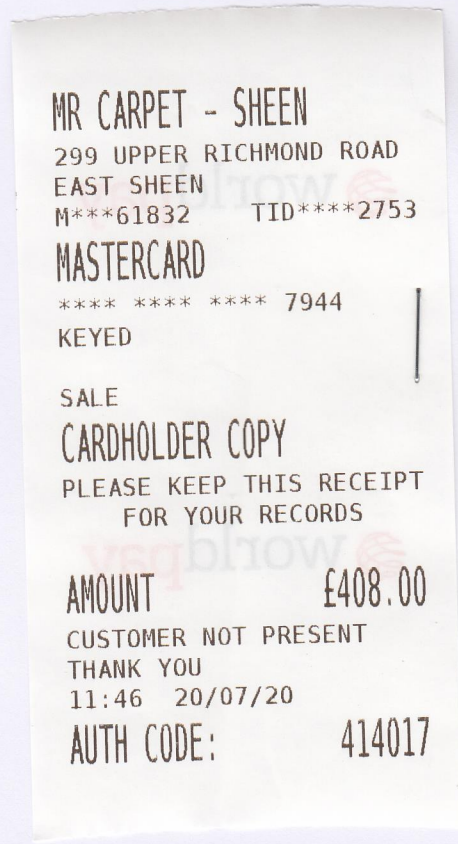 MR CARPET - SHEEN
299 UPPER RICHMOND ROAD
EAST SHEEN
M***61832 TID****2753
MASTERCARD
**** **** **** 7944
KEYED
SALE
CARDHOLDER COPY
PLEASE KEEP THIS RECEIPT
FOR YOUR RECORDS
AMOUNT £408.00
CUSTOMER NOT PRESENT
THANK YOU
11:46 20/07/20
AUTH CODE: 414017
worldpay
worldpay